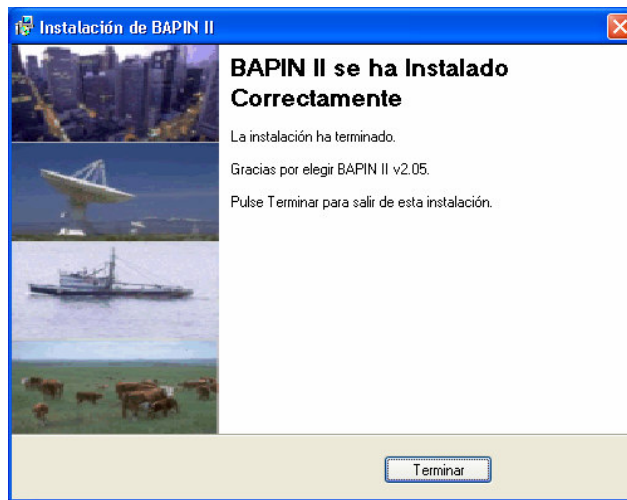 Instalación de BAPIN II
BAPIN II se ha Instalado
Correctamente
La instalación ha terminado.
Gracias por elegir BAPIN II v2.05.
Pulse Terminar para salir de esta instalación.
Terminar